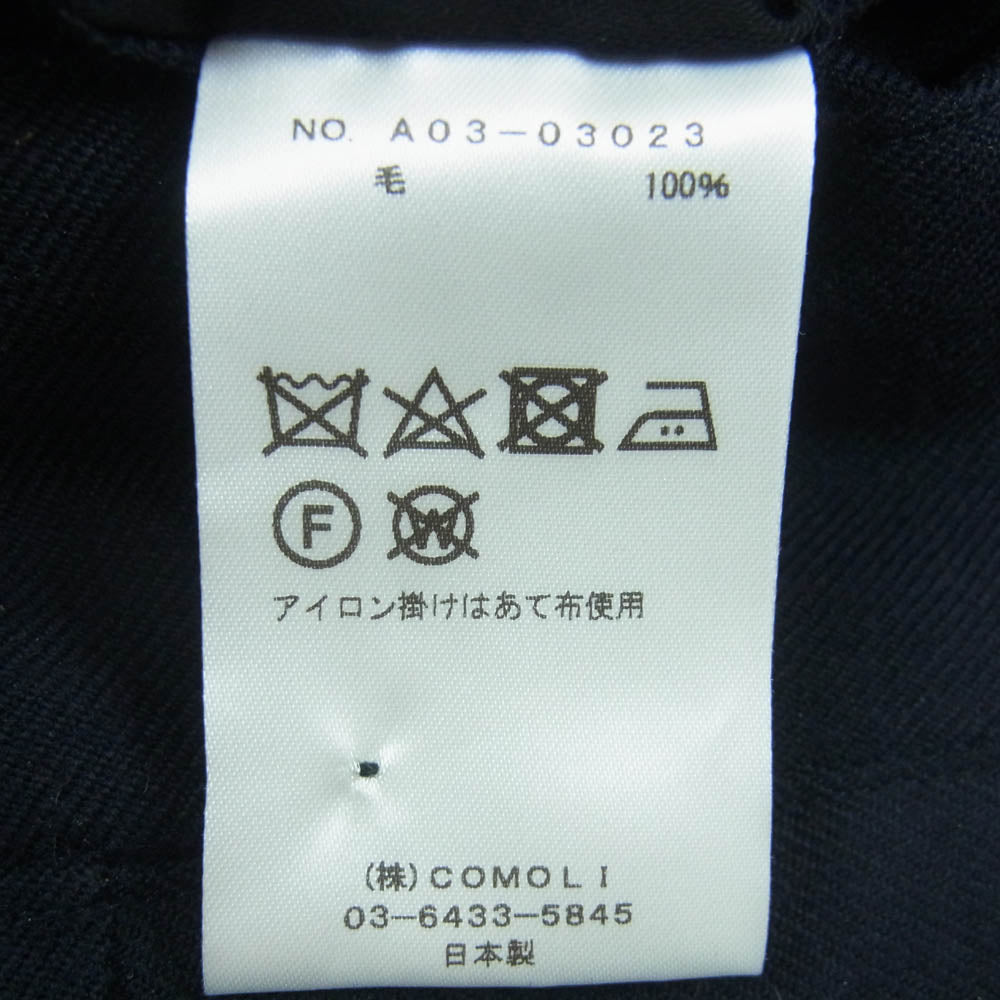 NO. A03-03023
毛 100%
F W
アイロン掛けはあて布使用
(株)COMOLI
03-6433-5845
日本製